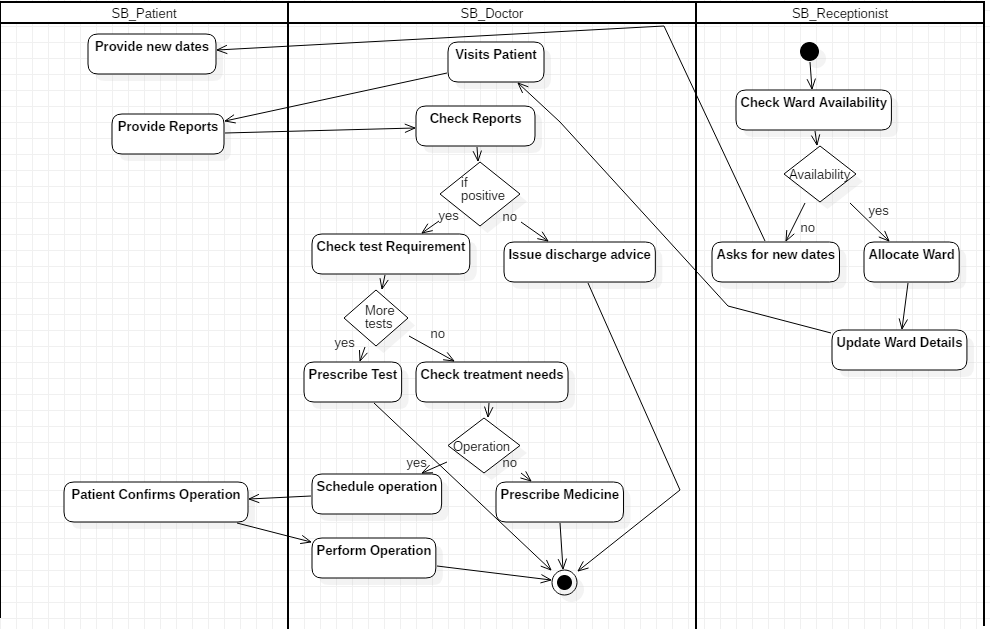 SB_Patient
SB_Doctor
SB_Receptionist
Provide new dates
Visits Patient
Check Ward Availability
Provide Reports
Check Reports
Availability
if
positive
yes
no
yes
no
Check test Requirement
Issue discharge advice
Asks for new dates
Allocate Ward
More
tests
yes
no
Update Ward Details
Prescribe Test
Check treatment needs
Operation
yes
no
Patient Confirms Operation
Schedule operation
Prescribe Medicine
Perform Operation